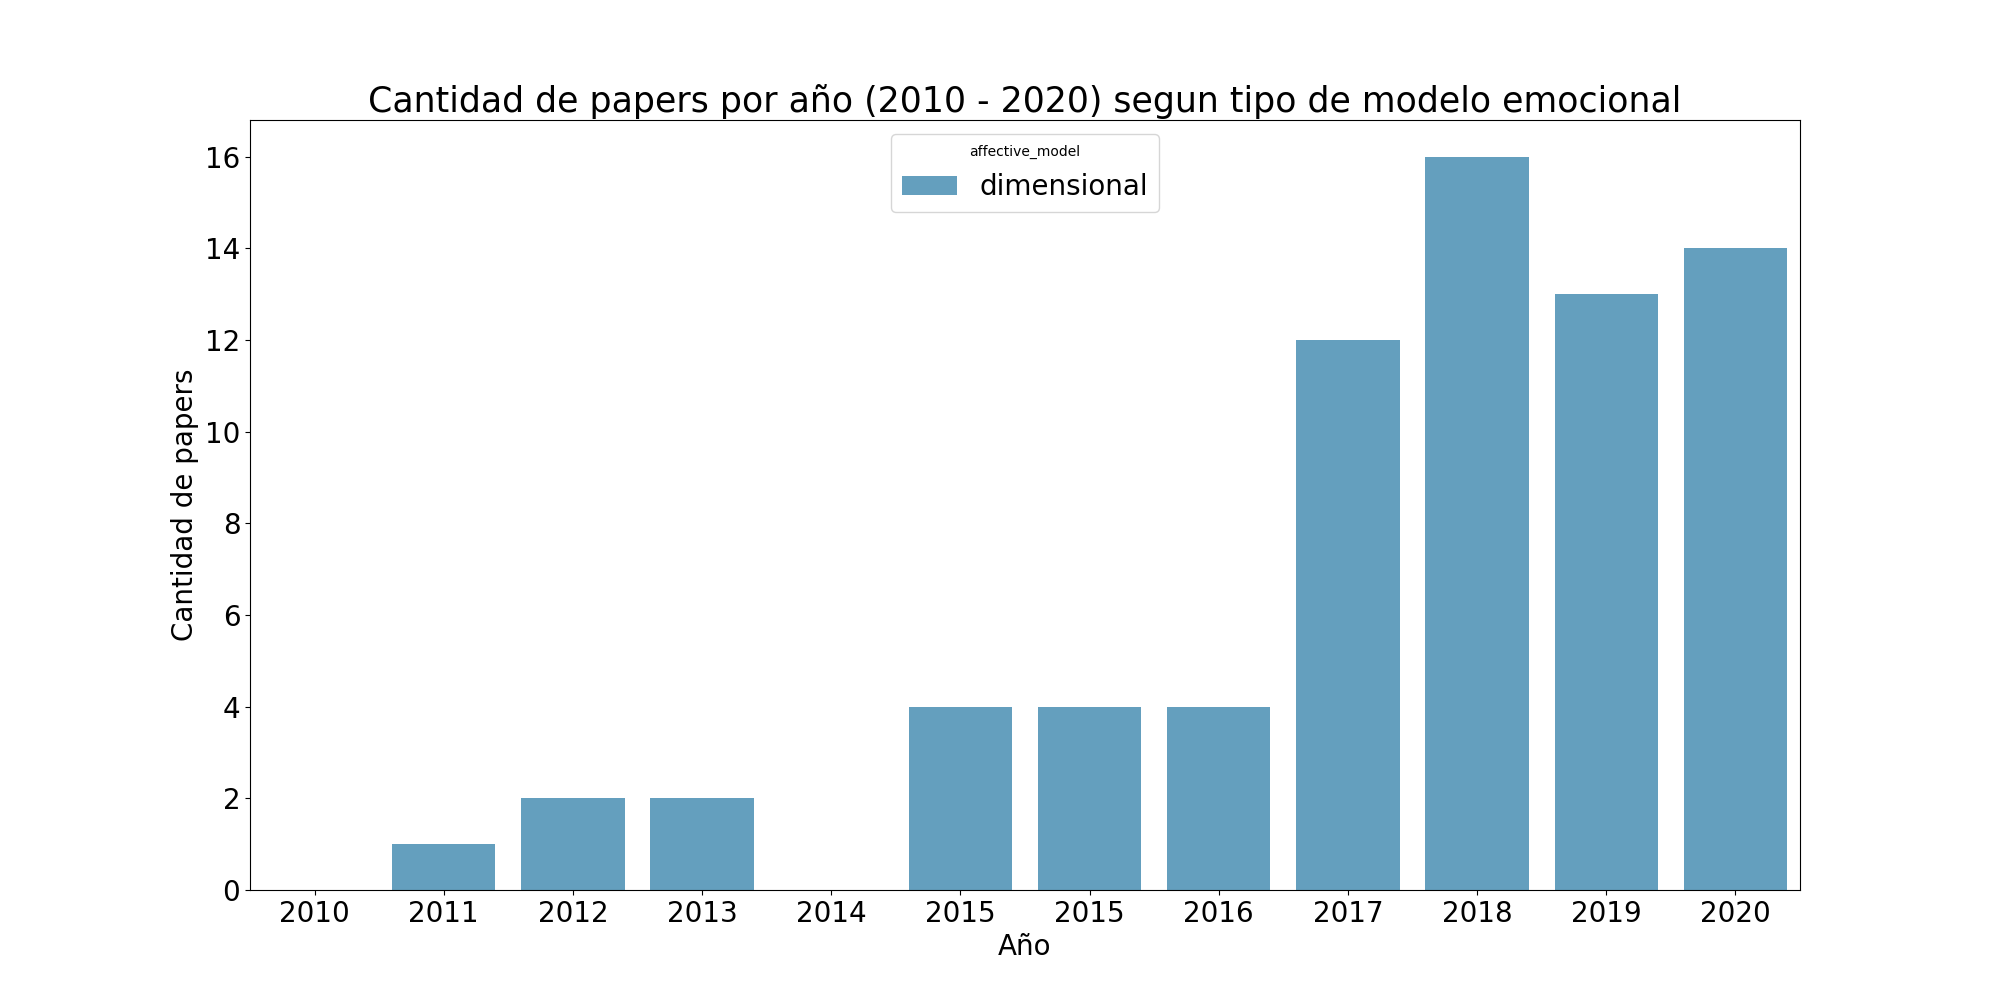 Cantidad de papers por año (2010 - 2020) segun tipo de modelo emocional
affective_model
dimensional
Cantidad de papers
16
14
12
10
8
6
4
2
0
2010 2011 2012 2013 2014 2015 2015 2016 2017 2018 2019 2020
Año